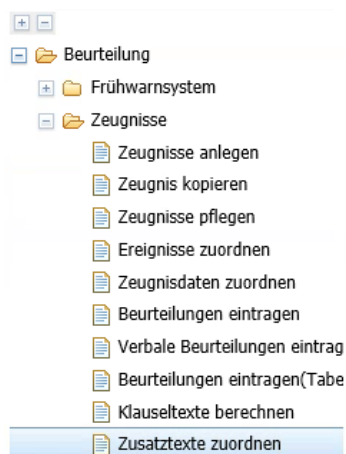 Beurteilung
Frühwarnsystem
Zeugnisse
Zeugnisse anlegen
Zeugnis kopieren
Zeugnisse pflegen
Ereignisse zuordnen
Zeugnisdaten zuordnen
Beurteilungen eintragen
Verbale Beurteilungen eintrag
Beurteilungen eintragen(Tabe
Klauseltexte berechnen
Zusatztexte zuordnen